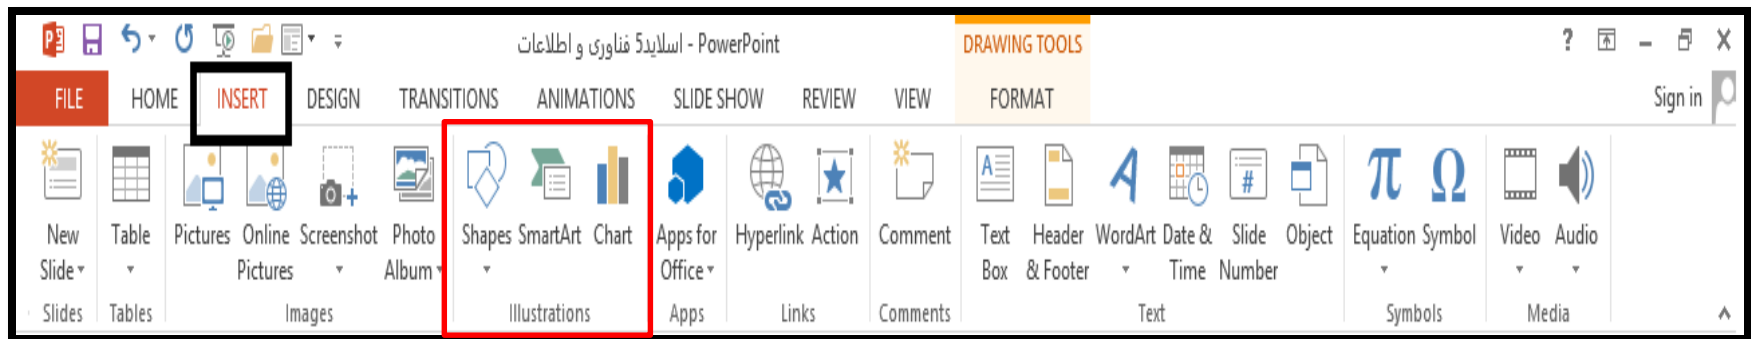 اسلاید5 فناوری و اطلاعات - PowerPoint
DRAWING TOOLS
?
FILE HOME INSERT DESIGN TRANSITIONS ANIMATIONS SLIDE SHOW REVIEW VIEW FORMAT Sign in
New Slide
Table
Pictures
Online Pictures
Screenshot
Photo Album
Shapes
SmartArt
Chart
Apps for Office
Hyperlink
Action
Comment
Text Box
Header & Footer
WordArt
Date & Time
Slide Number
Object
Equation
Symbol
Video
Audio
Slides Tables Images Illustrations Apps Links Comments Text Symbols Media